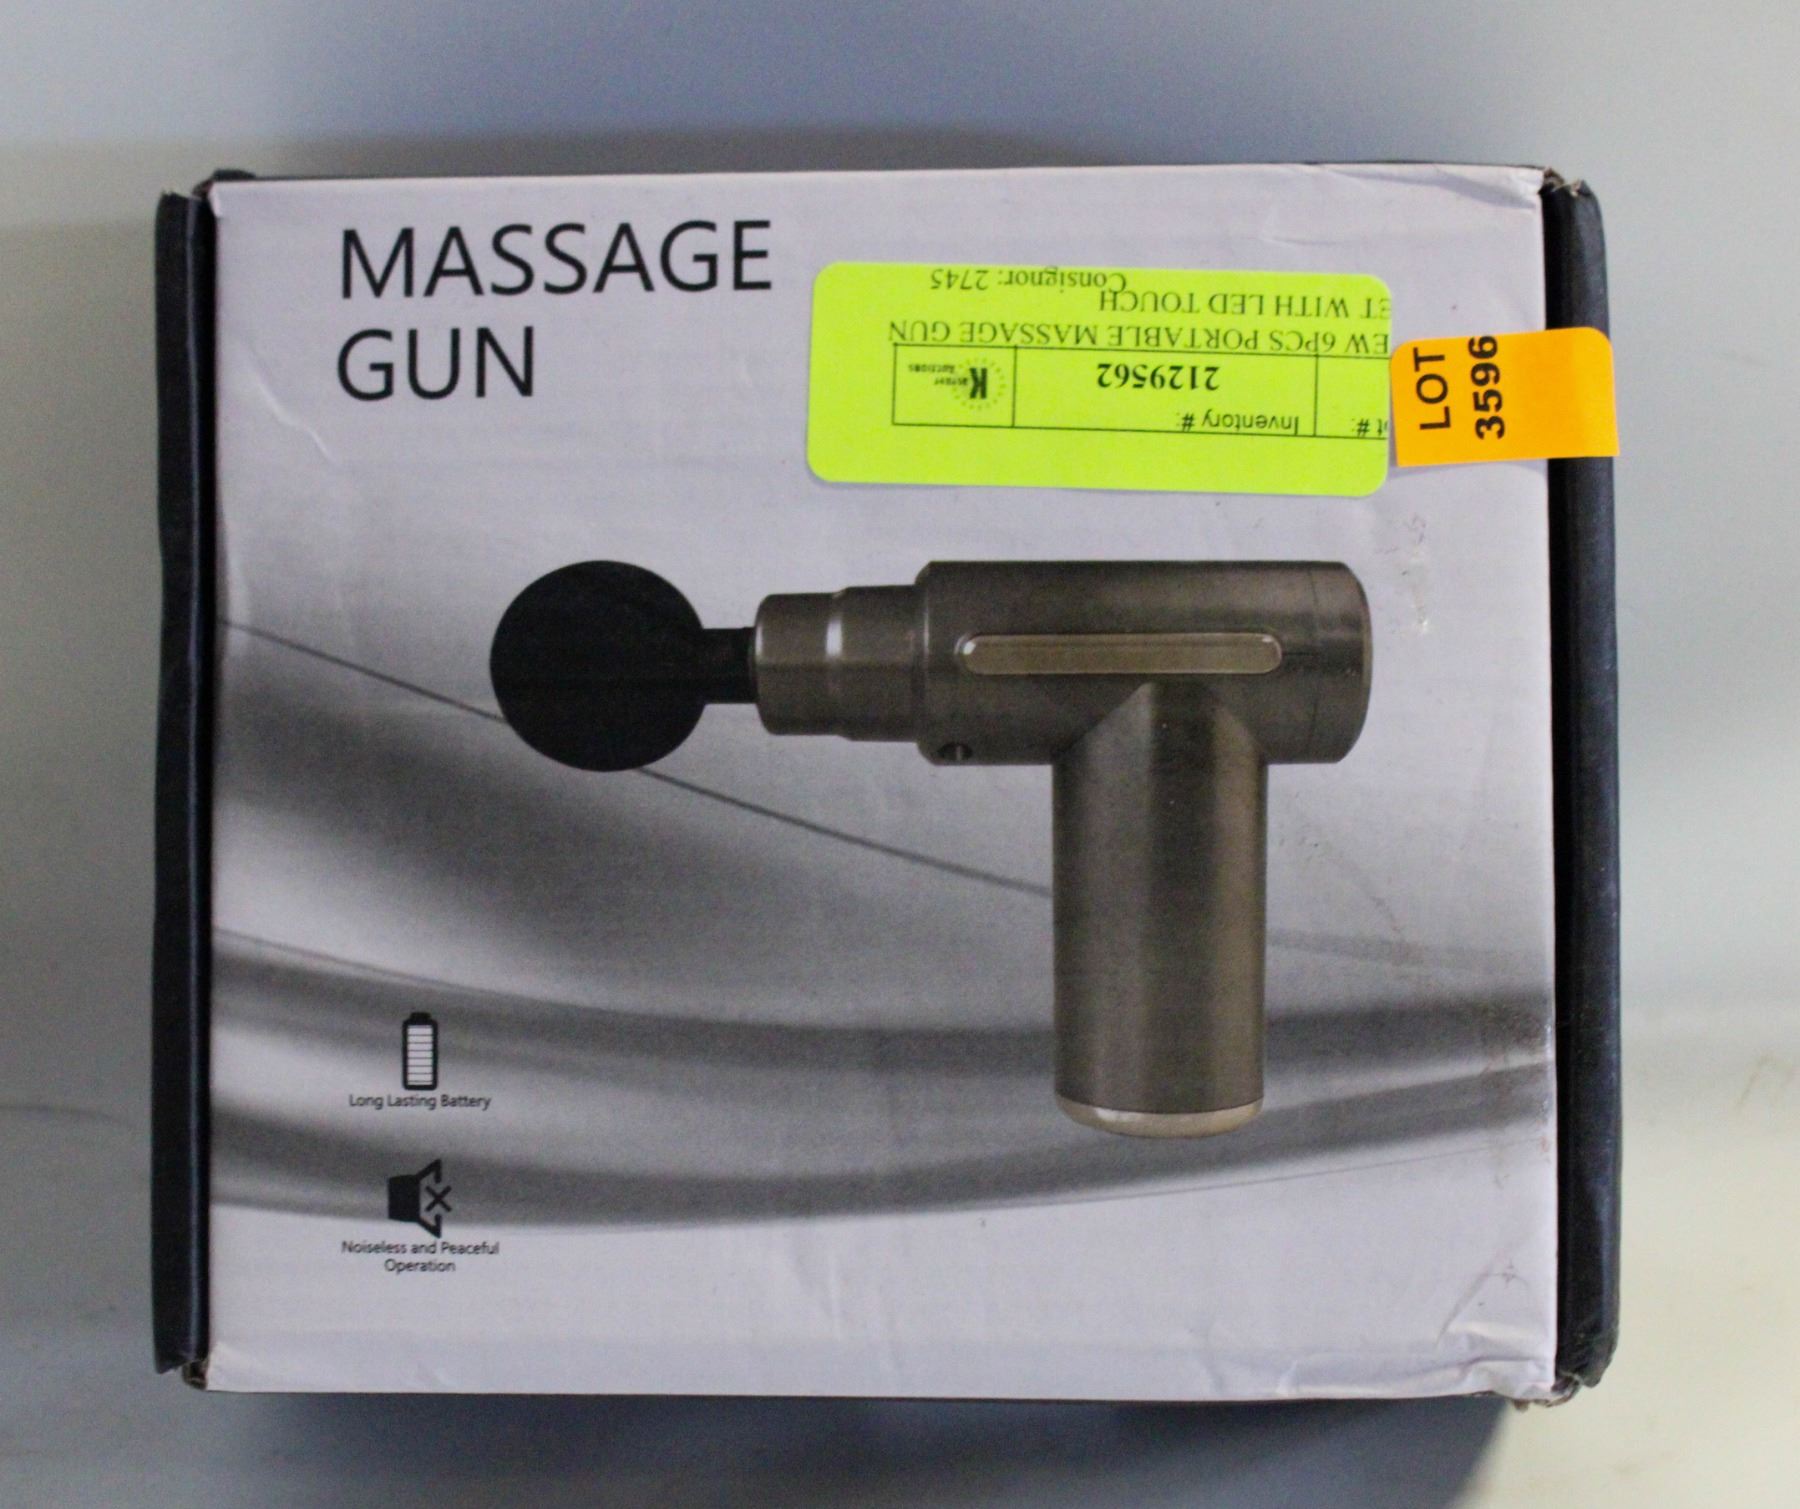 MASSAGE
GUN
Inventory #:
t #:
2129562
K
Auctions
EW 6PCS PORTABLE MASSAGE GUN
ET WITH LED TOUCH
Consignor: 2745
LOT
3596
Long Lasting Battery
Noiseless and Peaceful
Operation